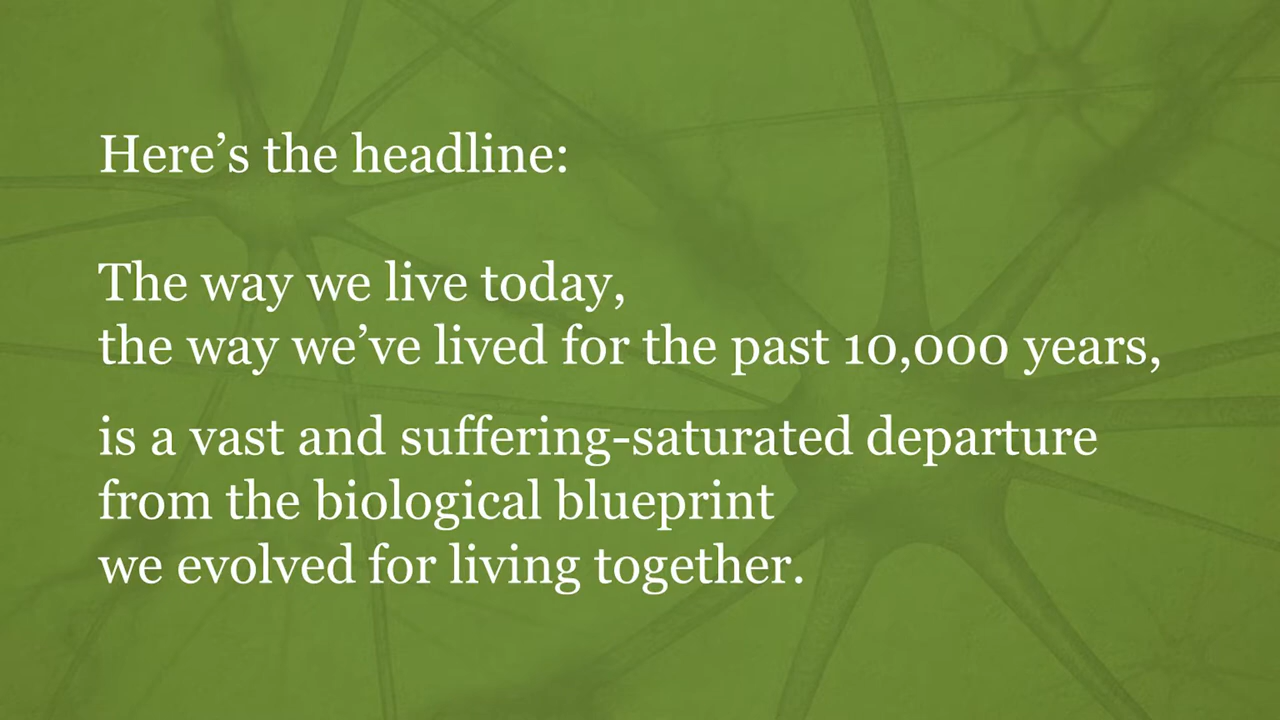 Here’s the headline:
The way we live today,
the way we’ve lived for the past 10,000 years,
is a vast and suffering-saturated departure
from the biological blueprint
we evolved for living together.